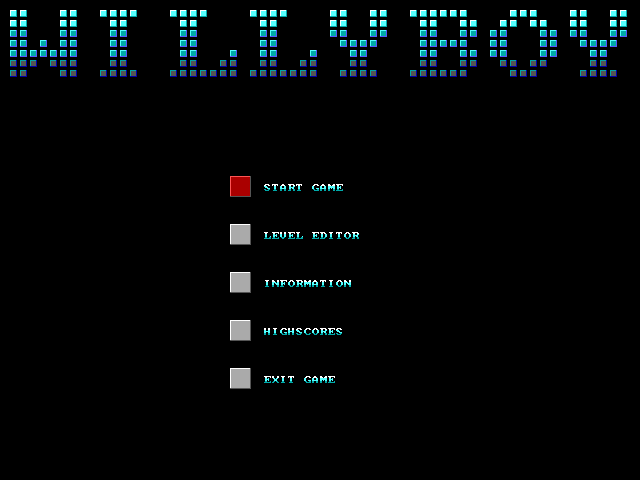 WILLYBOY
START GAME
LEVEL EDITOR
INFORMATION
HIGHSCORES
EXIT GAME